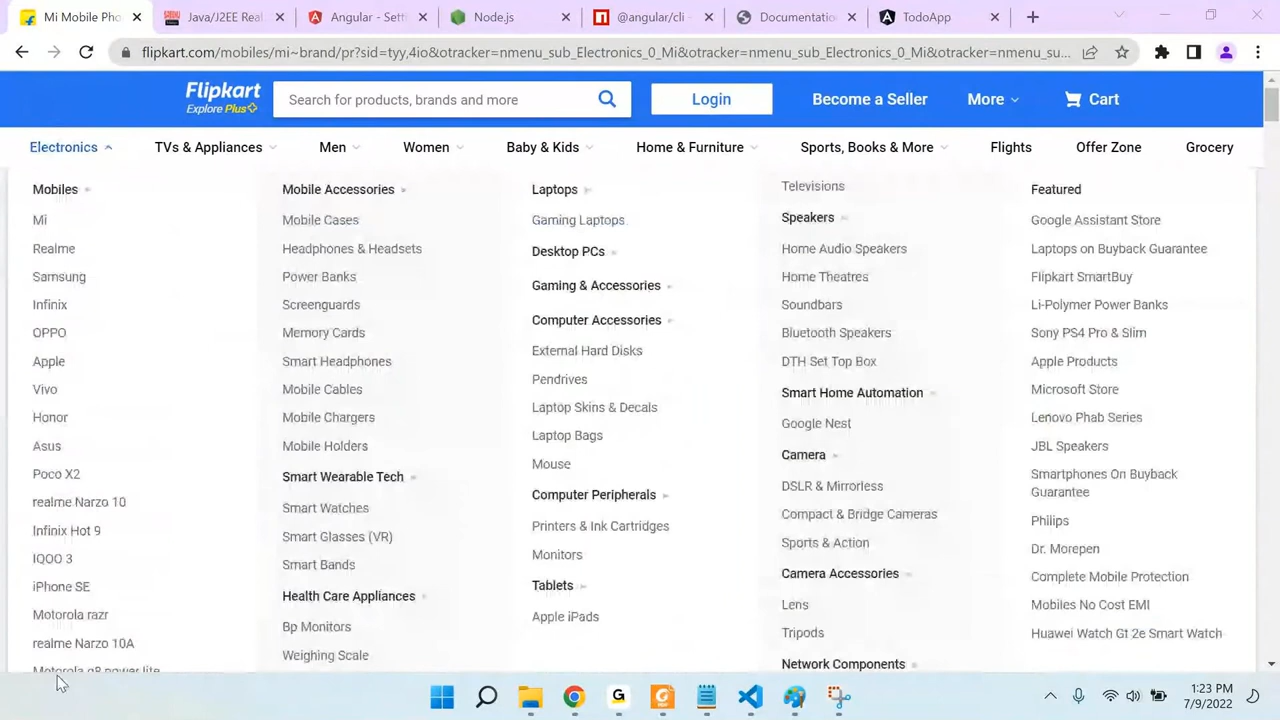 Mi Mobile Pho
Java/J2EE Real
Angular - Sett
Node.js
@angular/cli -
Documentatio
TodoApp
flipkart.com/mobiles/mi~brand/pr?sid=tyy,4io&otracker=nmenu_sub_Electronics_0_Mi&otracker=nmenu_sub_Electronics_0_Mi&otracker=nmenu_su...
Flipkart
Explore Plus
Search for products, brands and more
Login
Become a Seller
More
Cart
Electronics
TVs & Appliances
Men
Women
Baby & Kids
Home & Furniture
Sports, Books & More
Flights
Offer Zone
Grocery
Mobiles
Mi
Realme
Samsung
Infinix
OPPO
Apple
Vivo
Honor
Asus
Poco X2
realme Narzo 10
Infinix Hot 9
IQOO 3
iPhone SE
Motorola razr
realme Narzo 10A
Motorola g8 power lite
Mobile Accessories
Mobile Cases
Headphones & Headsets
Power Banks
Screenguards
Memory Cards
Smart Headphones
Mobile Cables
Mobile Chargers
Mobile Holders
Smart Wearable Tech
Smart Watches
Smart Glasses (VR)
Smart Bands
Health Care Appliances
Bp Monitors
Weighing Scale
Laptops
Gaming Laptops
Desktop PCs
Gaming & Accessories
Computer Accessories
External Hard Disks
Pendrives
Laptop Skins & Decals
Laptop Bags
Mouse
Computer Peripherals
Printers & Ink Cartridges
Monitors
Tablets
Apple iPads
Televisions
Speakers
Home Audio Speakers
Home Theatres
Soundbars
Bluetooth Speakers
DTH Set Top Box
Smart Home Automation
Google Nest
Camera
DSLR & Mirrorless
Compact & Bridge Cameras
Sports & Action
Camera Accessories
Lens
Tripods
Network Components
Featured
Google Assistant Store
Laptops on Buyback Guarantee
Flipkart SmartBuy
Li-Polymer Power Banks
Sony PS4 Pro & Slim
Apple Products
Microsoft Store
Lenovo Phab Series
JBL Speakers
Smartphones On Buyback
Guarantee
Philips
Dr. Morepen
Complete Mobile Protection
Mobiles No Cost EMI
Huawei Watch Gt 2e Smart Watch
G
1:23 PM
7/9/2022